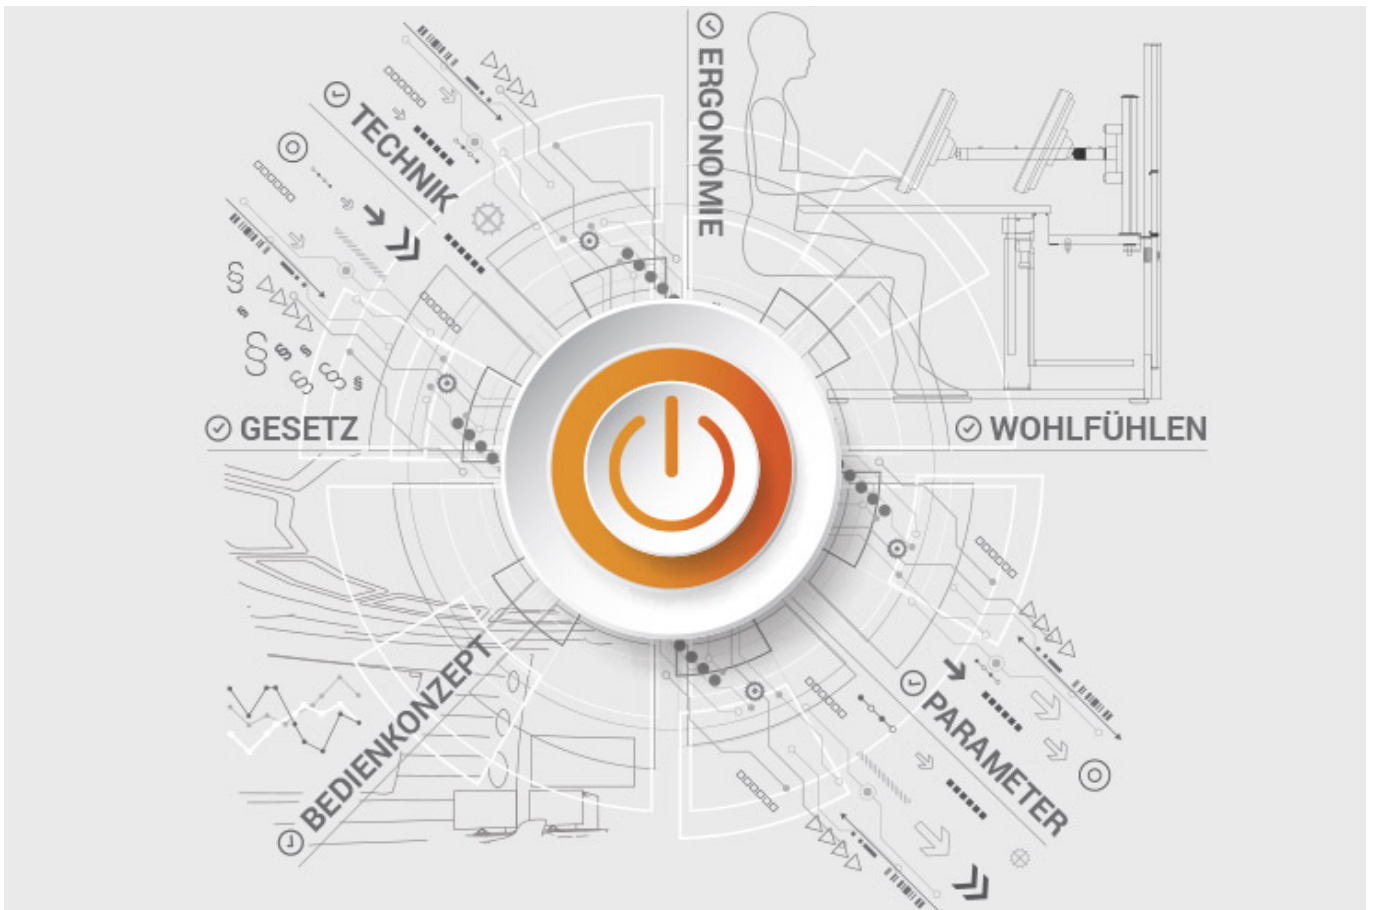 ERGONOMIE
TECHNIK
GESETZ
WOHLFÜHLEN
BEDIENKONZEPT
PARAMETER
§
§
§
§
§
§
§
§